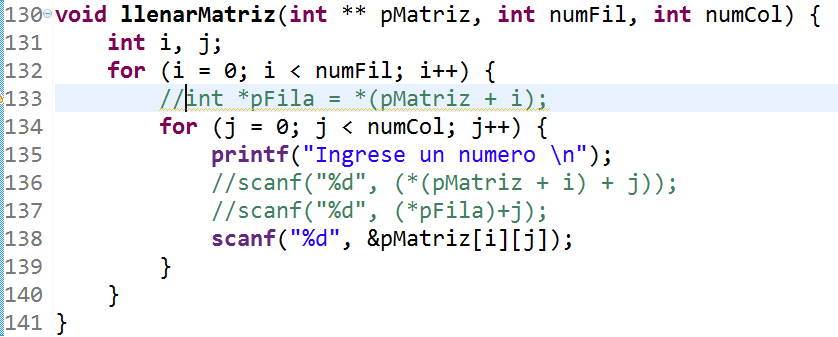 130 void llenarMatriz(int ** pMatriz, int numFil, int numCol) {
131 int i, j;
132 for (i = 0; i < numFil; i++) {
133 //int *pFila = *(pMatriz + i);
134 for (j = 0; j < numCol; j++) {
135 printf("Ingrese un numero \n");
136 //scanf("%d", (*(pMatriz + i) + j));
137 //scanf("%d", (*pFila)+j);
138 scanf("%d", &pMatriz[i][j]);
139 }
140 }
141 }